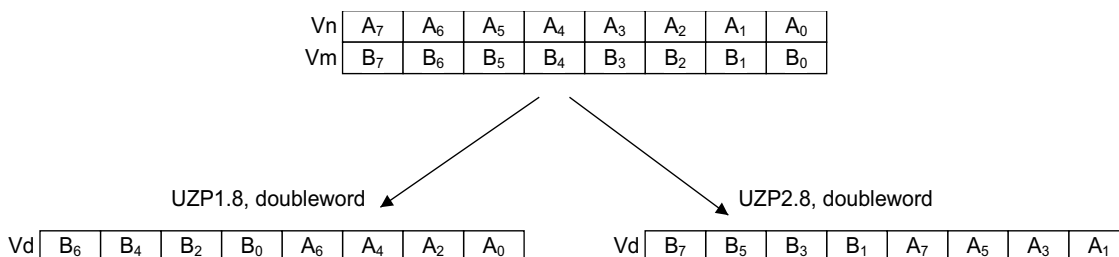 Vn A₇ A₆ A₅ A₄ A₃ A₂ A₁ A₀
Vm B₇ B₆ B₅ B₄ B₃ B₂ B₁ B₀
UZP1.8, doubleword UZP2.8, doubleword
Vd B₆ B₄ B₂ B₀ A₆ A₄ A₂ A₀ Vd B₇ B₅ B₃ B₁ A₇ A₅ A₃ A₁